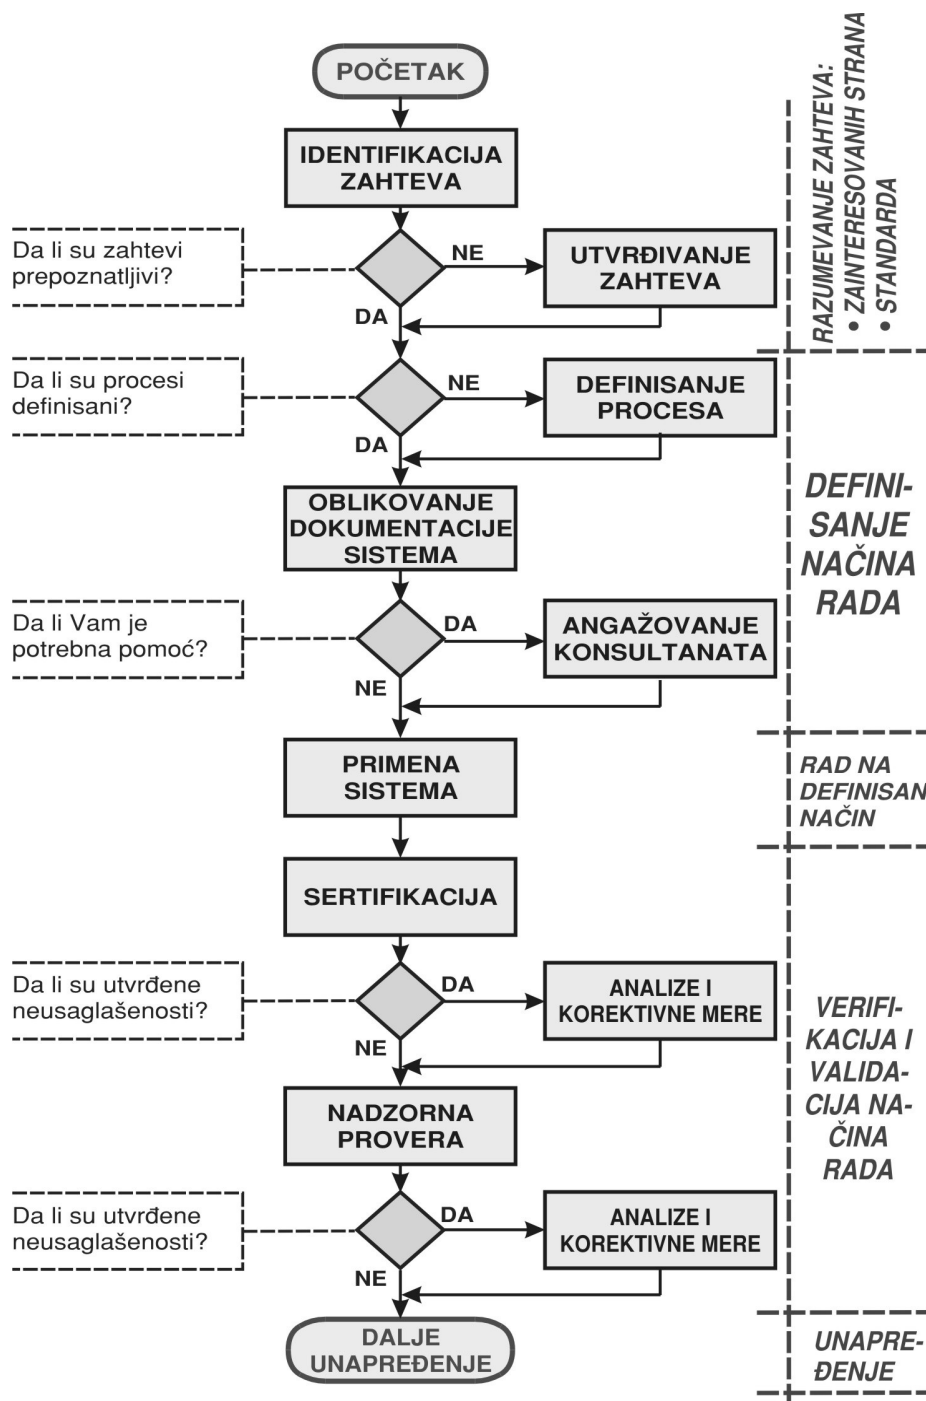 POČETAK
IDENTIFIKACIJA
ZAHTEVA
Da li su zahtevi
prepoznatljivi?
NE
UTVRĐIVANJE
ZAHTEVA
DA
RAZUMEVANJE ZAHTEVA:
• ZAINTERESOVANIH STRANA
• STANDARDA
Da li su procesi
definisani?
NE
DEFINISANJE
PROCESA
DA
OBLIKOVANJE
DOKUMENTACIJE
SISTEMA
DEFINI-
SANJE
NAČINA
RADA
Da li Vam je
potrebna pomoć?
DA
ANGAŽOVANJE
KONSULTANATA
NE
PRIMENA
SISTEMA
RAD NA
DEFINISAN
NAČIN
SERTIFIKACIJA
Da li su utvrđene
neusaglašenosti?
DA
ANALIZE I
KOREKTIVNE MERE
NE
VERIFI-
KACIJA I
VALIDA-
CIJA NA-
ČINA
RADA
NADZORNA
PROVERA
Da li su utvrđene
neusaglašenosti?
DA
ANALIZE I
KOREKTIVNE MERE
NE
DALJE
UNAPREĐENJE
UNAPRE-
ĐENJE